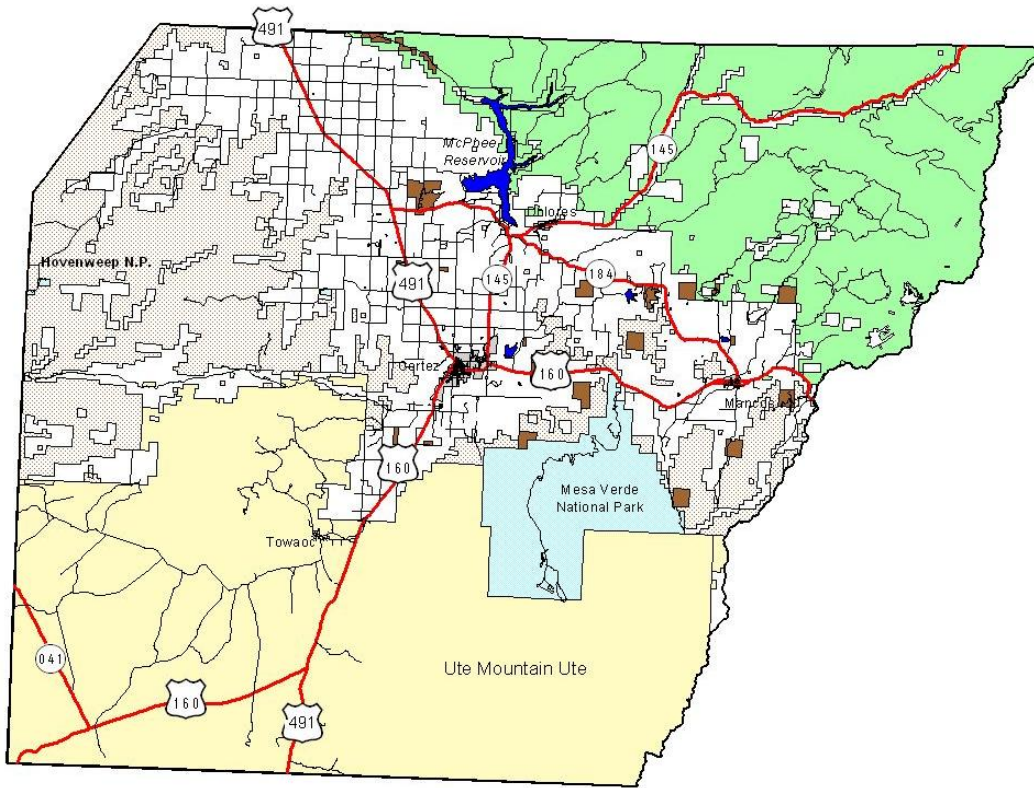 491
McPhee
Reservoir
145
Dolores
Hovenweep N.P.
491
145
184
Cortez
160
Mancos
160
Mesa Verde
National Park
Towaoc
041
Ute Mountain Ute
160
491